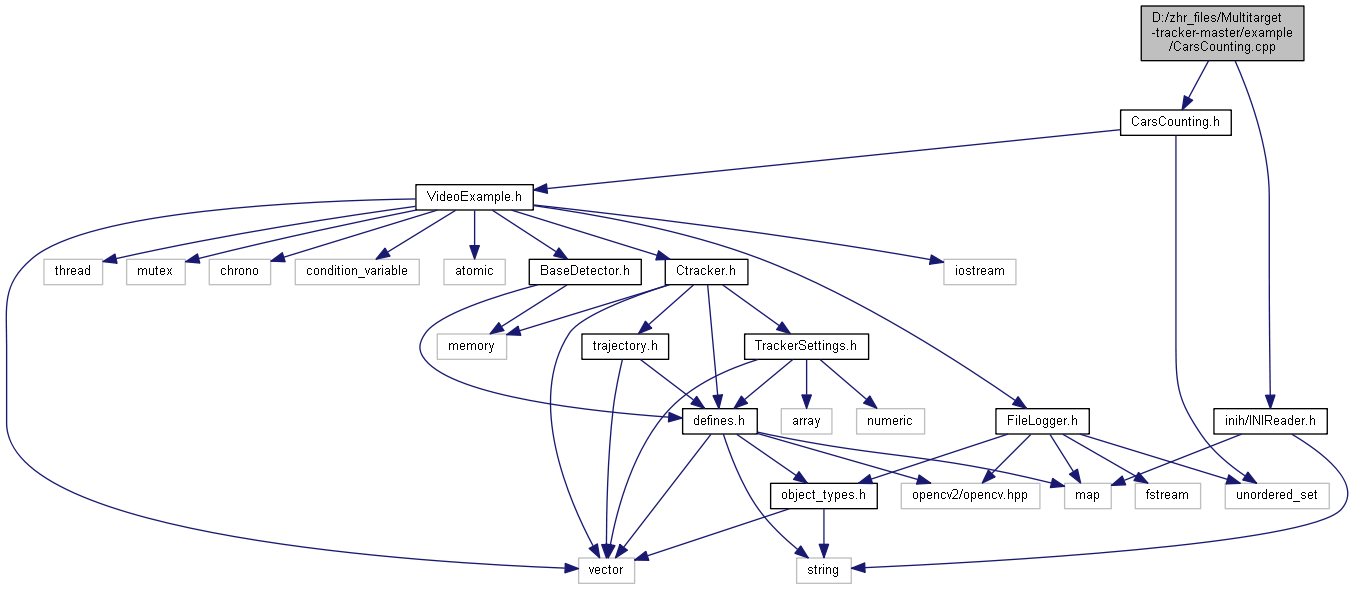 D:/zhr_files/Multitarget
-tracker-master/example
/CarsCounting.cpp
CarsCounting.h
VideoExample.h
thread
mutex
chrono
condition_variable
atomic
BaseDetector.h
Ctracker.h
iostream
memory
trajectory.h
TrackerSettings.h
defines.h
array
numeric
FileLogger.h
inih/INIReader.h
object_types.h
opencv2/opencv.hpp
map
fstream
unordered_set
vector
string